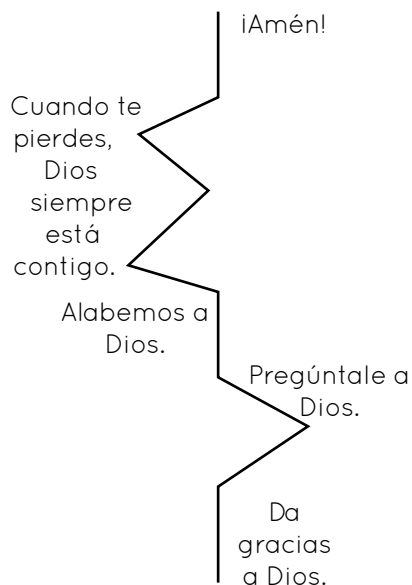 ¡Amén!
Cuando te
pierdes,
Dios
siempre
está
contigo.
Alabemos a
Dios.
Pregúntale a
Dios.
Da
gracias
a Dios.